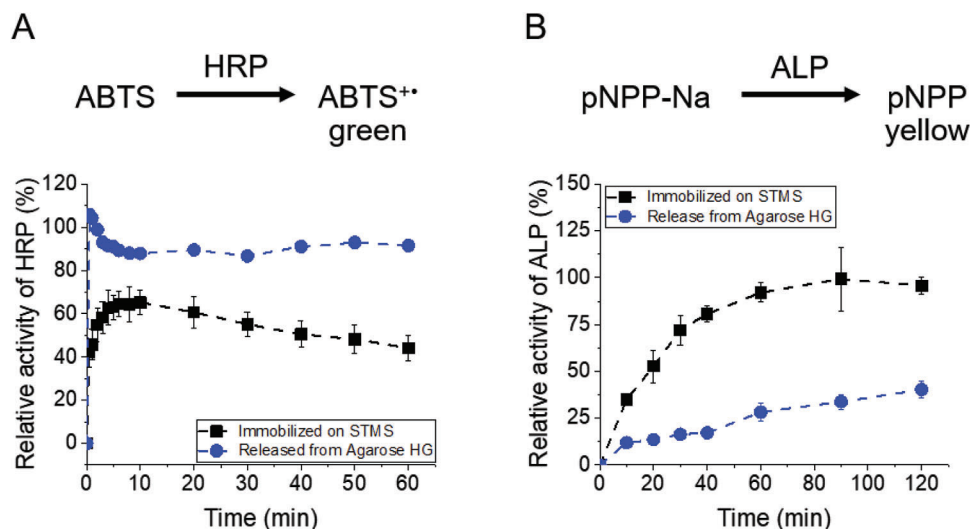 A
HRP
ABTS
ABTS⁺•
green
Relative activity of HRP (%)
120
100
80
60
40
20
0
Immobilized on STMS
Released from Agarose HG
0 10 20 30 40 50 60
Time (min)
B
ALP
pNPP-Na
pNPP
yellow
Relative activity of ALP (%)
150
125
100
75
50
25
0
Immobilized on STMS
Release from Agarose HG
0 20 40 60 80 100 120
Time (min)